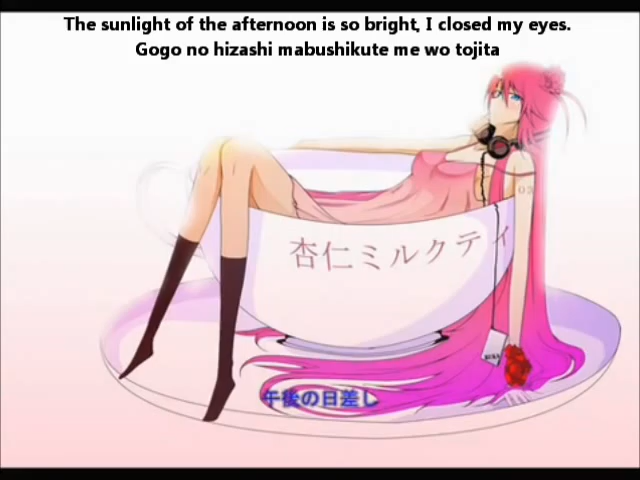 The sunlight of the afternoon is so bright, I closed my eyes.
Gogo no hizashi mabushikute me wo tojita
03
杏仁ミルクティ
午後の日差し